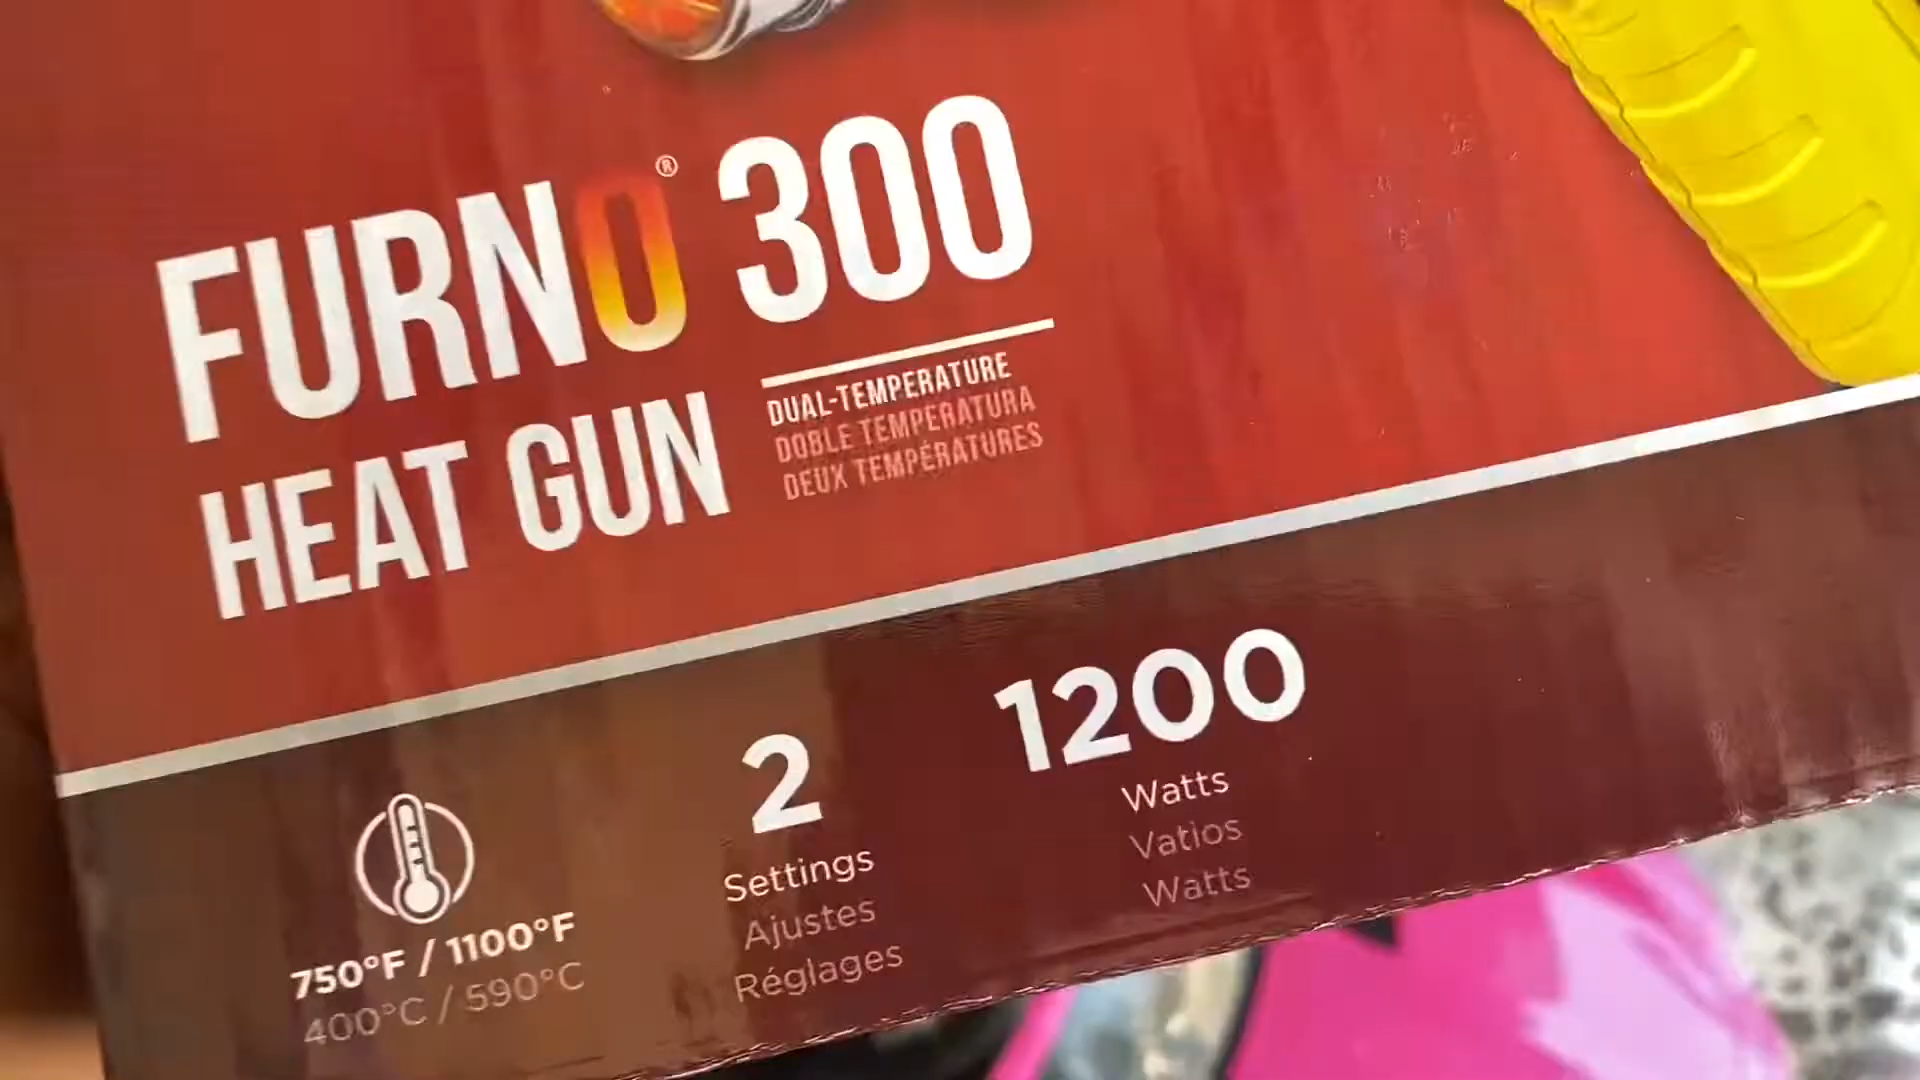 FURNO® 300
HEAT GUN
DUAL-TEMPERATURE
DOBLE TEMPERATURA
DEUX TEMPÉRATURES
750°F / 1100°F
400°C / 590°C
2
Settings
Ajustes
Réglages
1200
Watts
Vatios
Watts